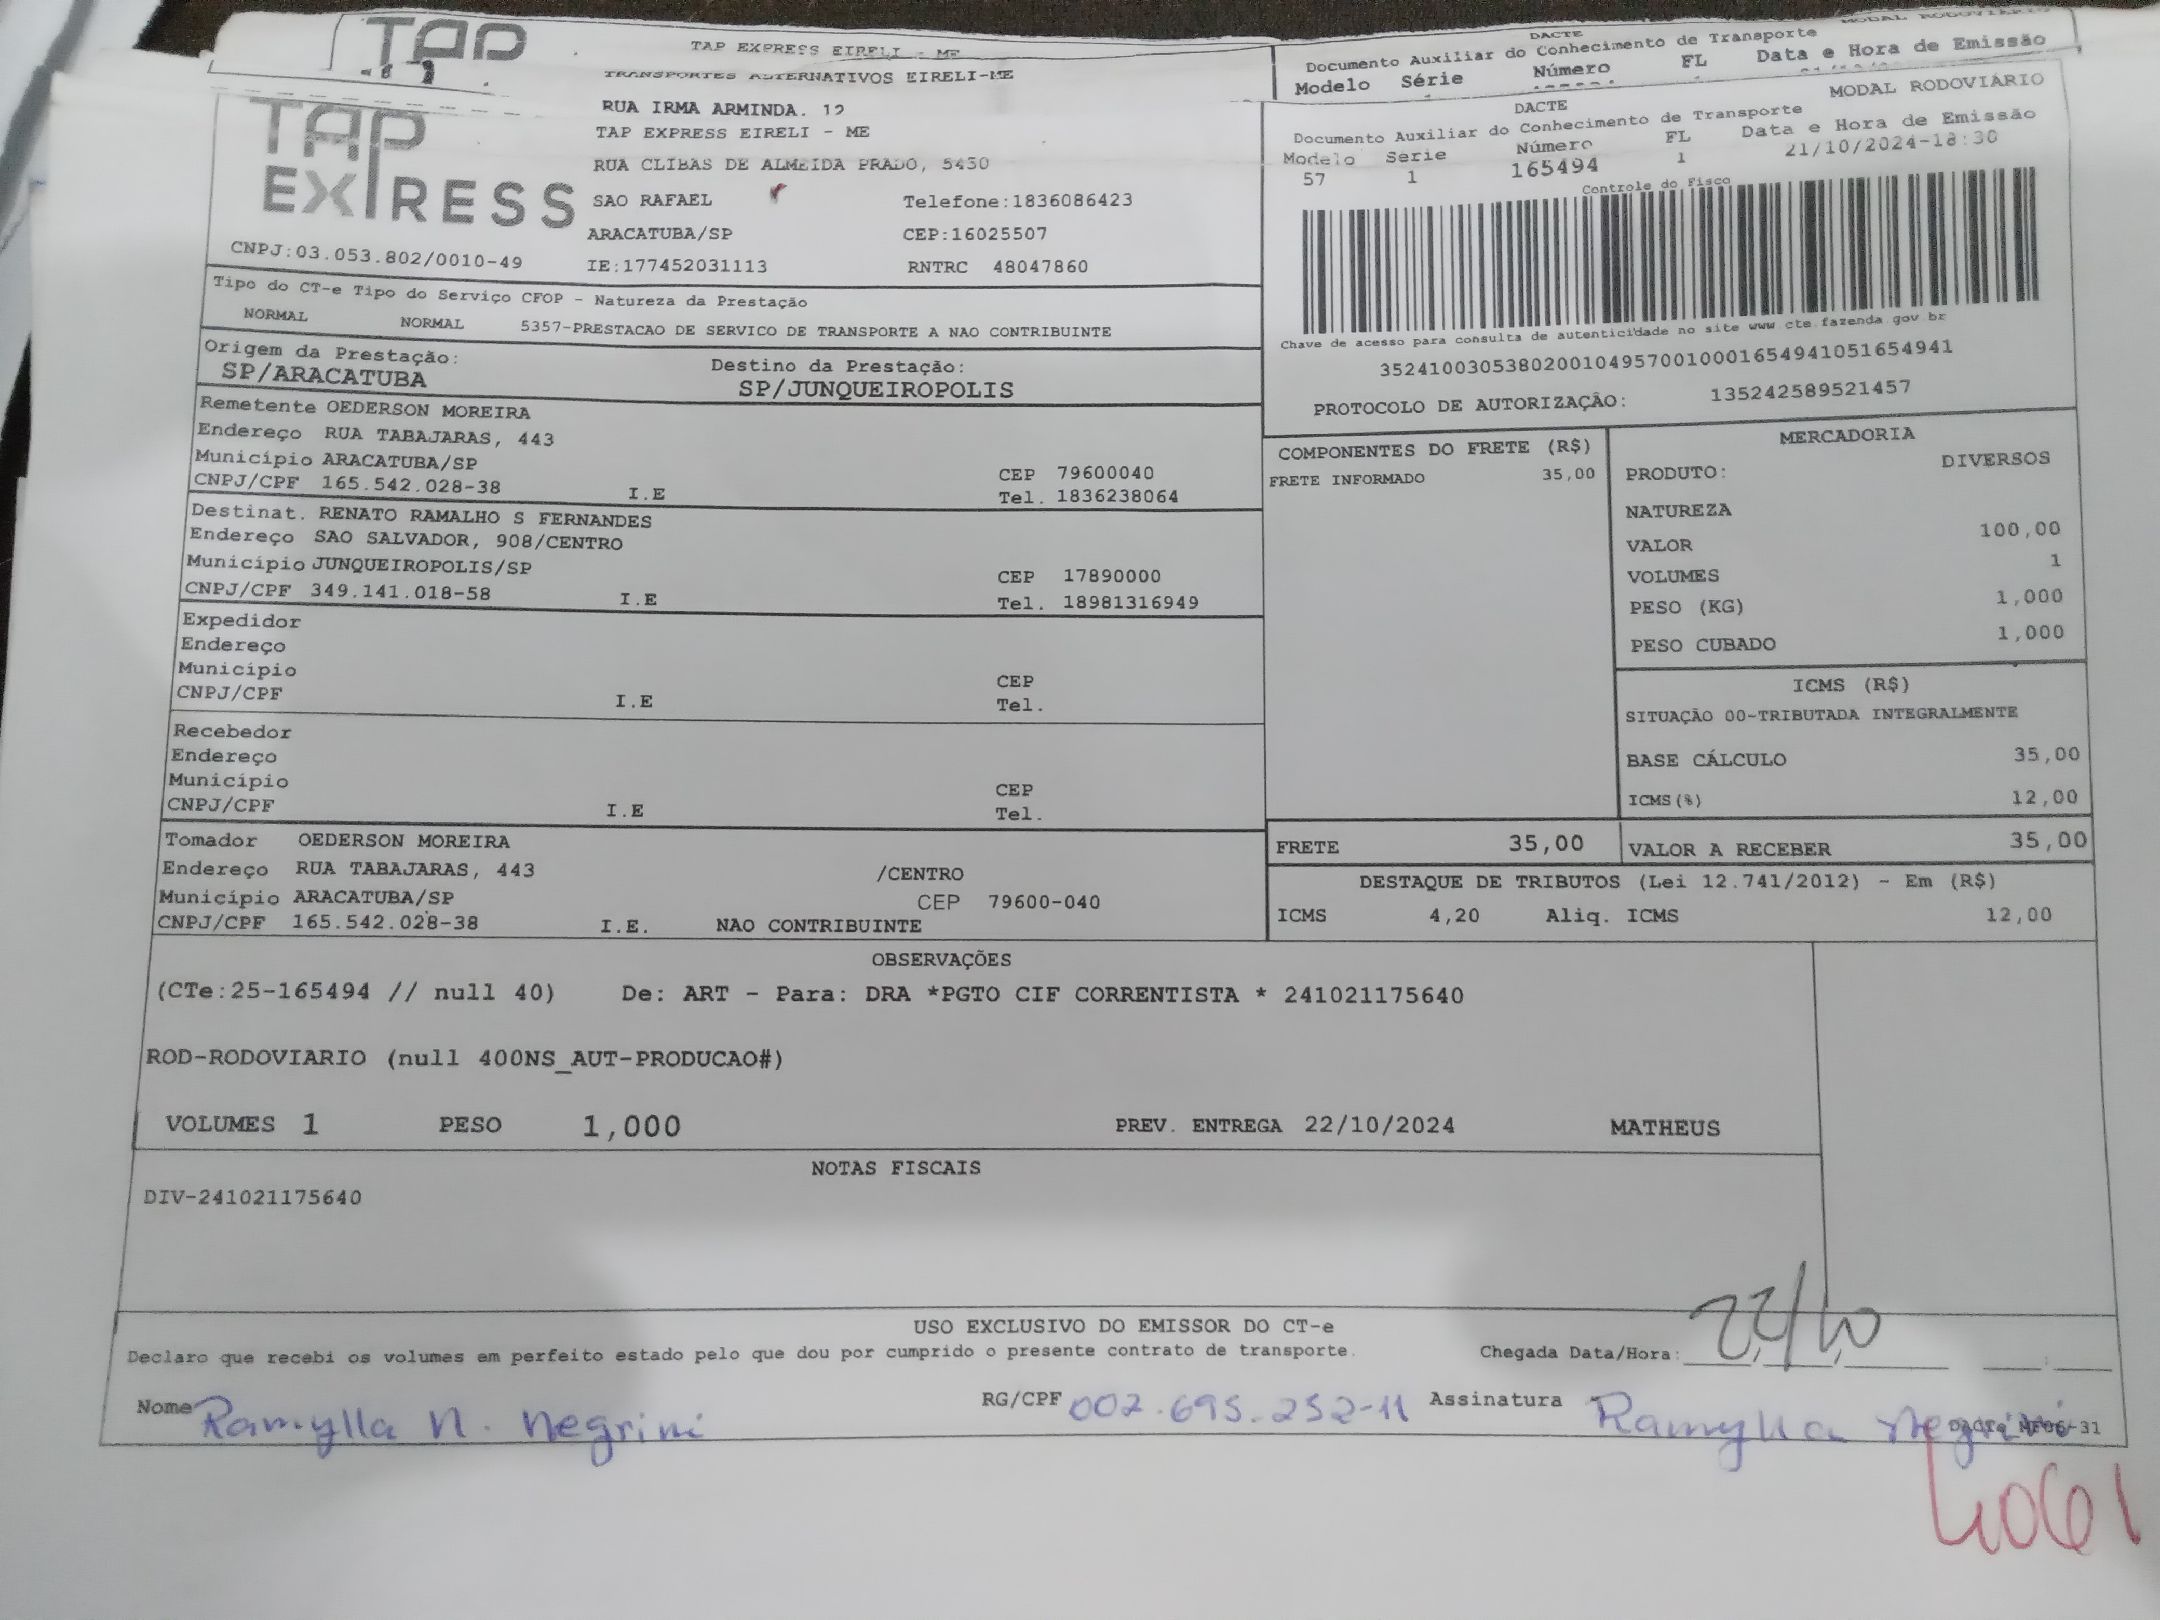 TAP
TAP EXPRESS EIRELI - ME
TRANSPORTES ALTERNATIVOS EIRELI-ME
DACTE
MODAL RODOVIÁRIO
Documento Auxiliar do Conhecimento de Transporte
Modelo Série Número FL Data e Hora de Emissão
TAP EXPRESS
CNPJ:03.053.802/0010-49
RUA IRMA ARMINDA. 12
TAP EXPRESS EIRELI - ME
RUA CLIBAS DE ALMEIDA PRADO, 5450
SAO RAFAEL Telefone:1836086423
ARACATUBA/SP CEP:16025507
IE:177452031113 RNTRC 48047860
DACTE
MODAL RODOVIÁRIO
Documento Auxiliar do Conhecimento de Transporte
Modelo Serie Número FL Data e Hora de Emissão
57 1 165494 1 21/10/2024-18:30
Controle do Fisco
Chave de acesso para consulta de autenticidade no site www.cte.fazenda.gov.br
35241003053802001049570010001654941051654941
PROTOCOLO DE AUTORIZAÇÃO: 135242589521457
Tipo do CT-e Tipo do Serviço CFOP - Natureza da Prestação
NORMAL NORMAL 5357-PRESTACAO DE SERVICO DE TRANSPORTE A NAO CONTRIBUINTE
Origem da Prestação: Destino da Prestação:
SP/ARACATUBA SP/JUNQUEIROPOLIS
Remetente OEDERSON MOREIRA
Endereço RUA TABAJARAS, 443
Município ARACATUBA/SP CEP 79600040
CNPJ/CPF 165.542.028-38 I.E Tel. 1836238064
Destinat. RENATO RAMALHO S FERNANDES
Endereço SAO SALVADOR, 908/CENTRO
Município JUNQUEIROPOLIS/SP CEP 17890000
CNPJ/CPF 349.141.018-58 I.E Tel. 18981316949
Expedidor
Endereço
Município CEP
CNPJ/CPF I.E Tel.
Recebedor
Endereço
Município CEP
CNPJ/CPF I.E Tel.
Tomador OEDERSON MOREIRA
Endereço RUA TABAJARAS, 443 /CENTRO
Município ARACATUBA/SP CEP 79600-040
CNPJ/CPF 165.542.028-38 I.E. NAO CONTRIBUINTE
COMPONENTES DO FRETE (R$)
FRETE INFORMADO 35,00
MERCADORIA
PRODUTO: DIVERSOS
NATUREZA
VALOR 100,00
VOLUMES 1
PESO (KG) 1,000
PESO CUBADO 1,000
ICMS (R$)
SITUAÇÃO 00-TRIBUTADA INTEGRALMENTE
BASE CÁLCULO 35,00
ICMS(%) 12,00
FRETE 35,00 VALOR A RECEBER 35,00
DESTAQUE DE TRIBUTOS (Lei 12.741/2012) - Em (R$)
ICMS 4,20 Aliq. ICMS 12,00
OBSERVAÇÕES
(CTe:25-165494 // null 40) De: ART - Para: DRA *PGTO CIF CORRENTISTA * 241021175640
ROD-RODOVIARIO (null 400NS_AUT-PRODUCAO#)
VOLUMES 1 PESO 1,000 PREV. ENTREGA 22/10/2024 MATHEUS
NOTAS FISCAIS
DIV-241021175640
USO EXCLUSIVO DO EMISSOR DO CT-e
Declaro que recebi os volumes em perfeito estado pelo que dou por cumprido o presente contrato de transporte. Chegada Data/Hora: 22/10
Nome Ramylla N. Negrini RG/CPF 002.695.252-11 Assinatura Ramylla Negrini